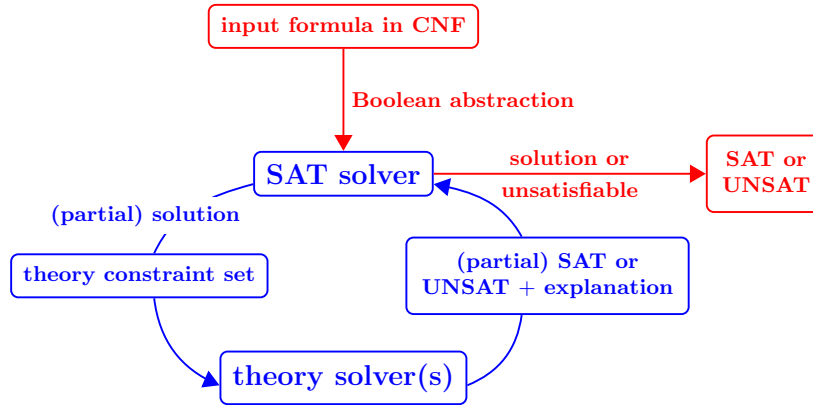 input formula in CNF
Boolean abstraction
SAT solver
solution or
unsatisfiable
SAT or
UNSAT
(partial) solution
theory constraint set
(partial) SAT or
UNSAT + explanation
theory solver(s)